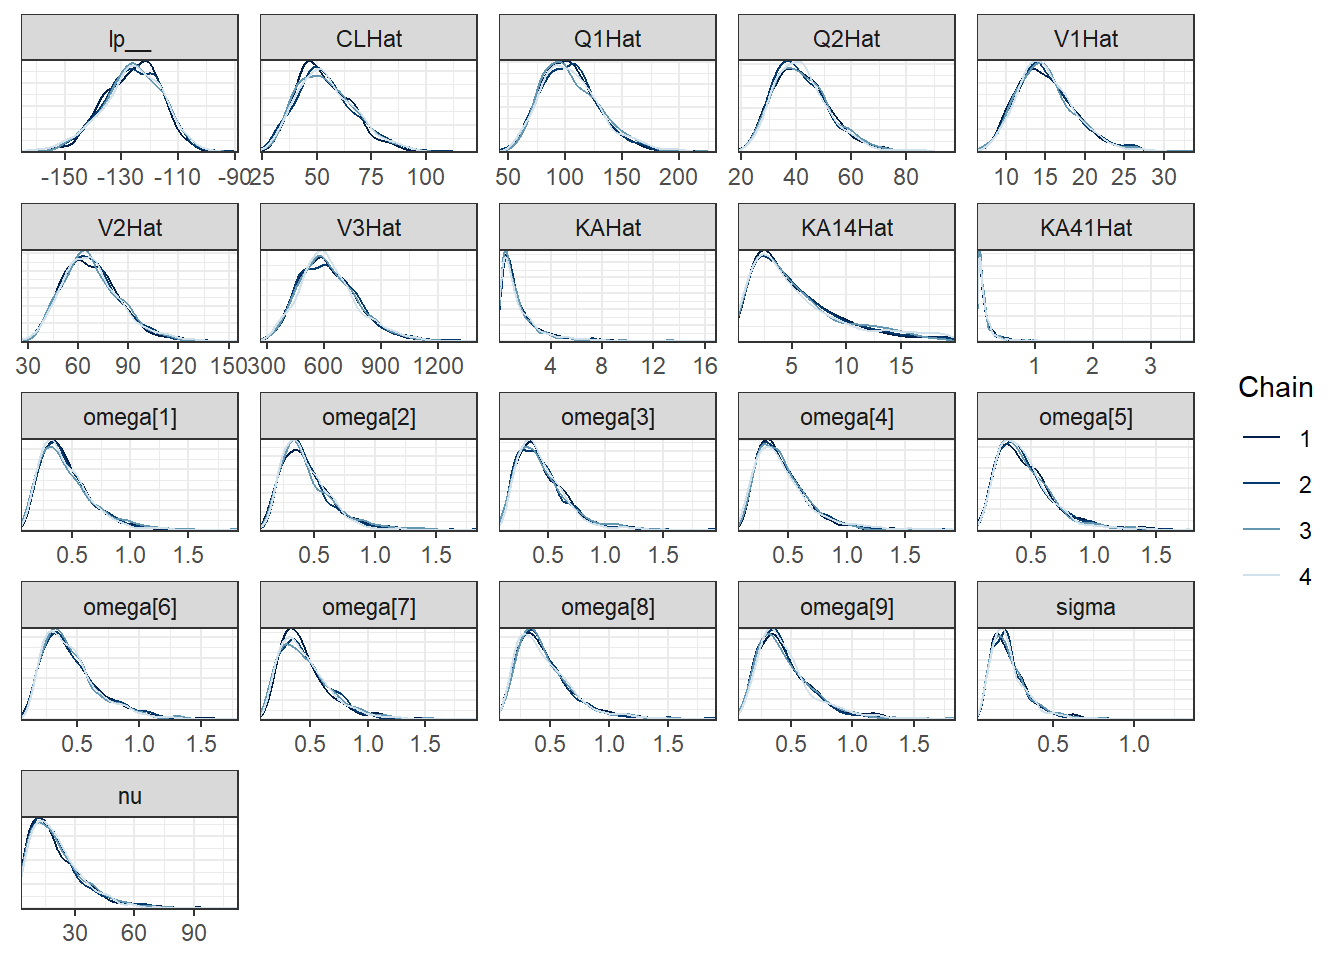 lp__ CLHat Q1Hat Q2Hat V1Hat
-150 -130 -110 -90 25 50 75 100 50 100 150 200 20 40 60 80 10 15 20 25 30
V2Hat V3Hat KAHat KA14Hat KA41Hat
30 60 90 120 150 300 600 900 1200 4 8 12 16 5 10 15 1 2 3
Chain
omega[1] omega[2] omega[3] omega[4] omega[5]
1
2
3
0.5 1.0 1.5 0.5 1.0 1.5 0.5 1.0 1.5 0.5 1.0 1.5 0.5 1.0 1.5
4
omega[6] omega[7] omega[8] omega[9] sigma
0.5 1.0 1.5 0.5 1.0 1.5 0.5 1.0 1.5 0.5 1.0 1.5 0.5 1.0
nu
30 60 90